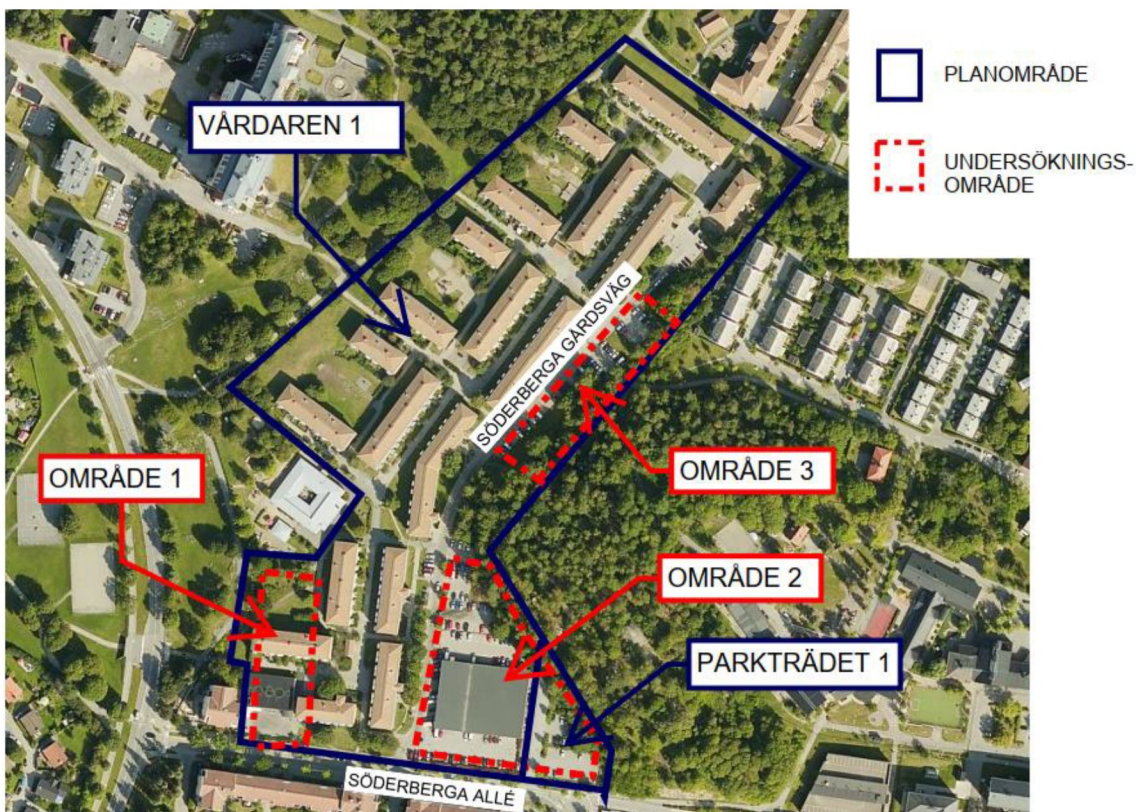 PLANOMRÅDE
UNDERSÖKNINGS-
OMRÅDE
VÅRDAREN 1
SÖDERBERGA GÅRDSVÄG
OMRÅDE 1
OMRÅDE 3
OMRÅDE 2
PARKTRÄDET 1
SÖDERBERGA ALLÉ